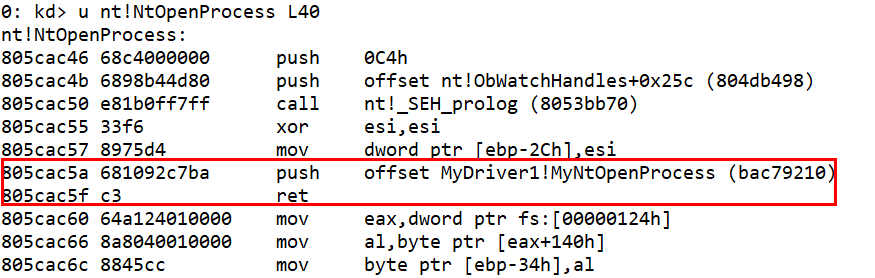 0: kd> u nt!NtOpenProcess L40
nt!NtOpenProcess:
805cac46 68c4000000      push    0C4h
805cac4b 6898b44d80      push    offset nt!ObWatchHandles+0x25c (804db498)
805cac50 e81b0ff7ff      call    nt!_SEH_prolog (8053bb70)
805cac55 33f6            xor     esi,esi
805cac57 8975d4          mov     dword ptr [ebp-2Ch],esi
805cac5a 681092c7ba      push    offset MyDriver1!MyNtOpenProcess (bac79210)
805cac5f c3              ret
805cac60 64a124010000    mov     eax,dword ptr fs:[00000124h]
805cac66 8a8040010000    mov     al,byte ptr [eax+140h]
805cac6c 8845cc          mov     byte ptr [ebp-34h],al